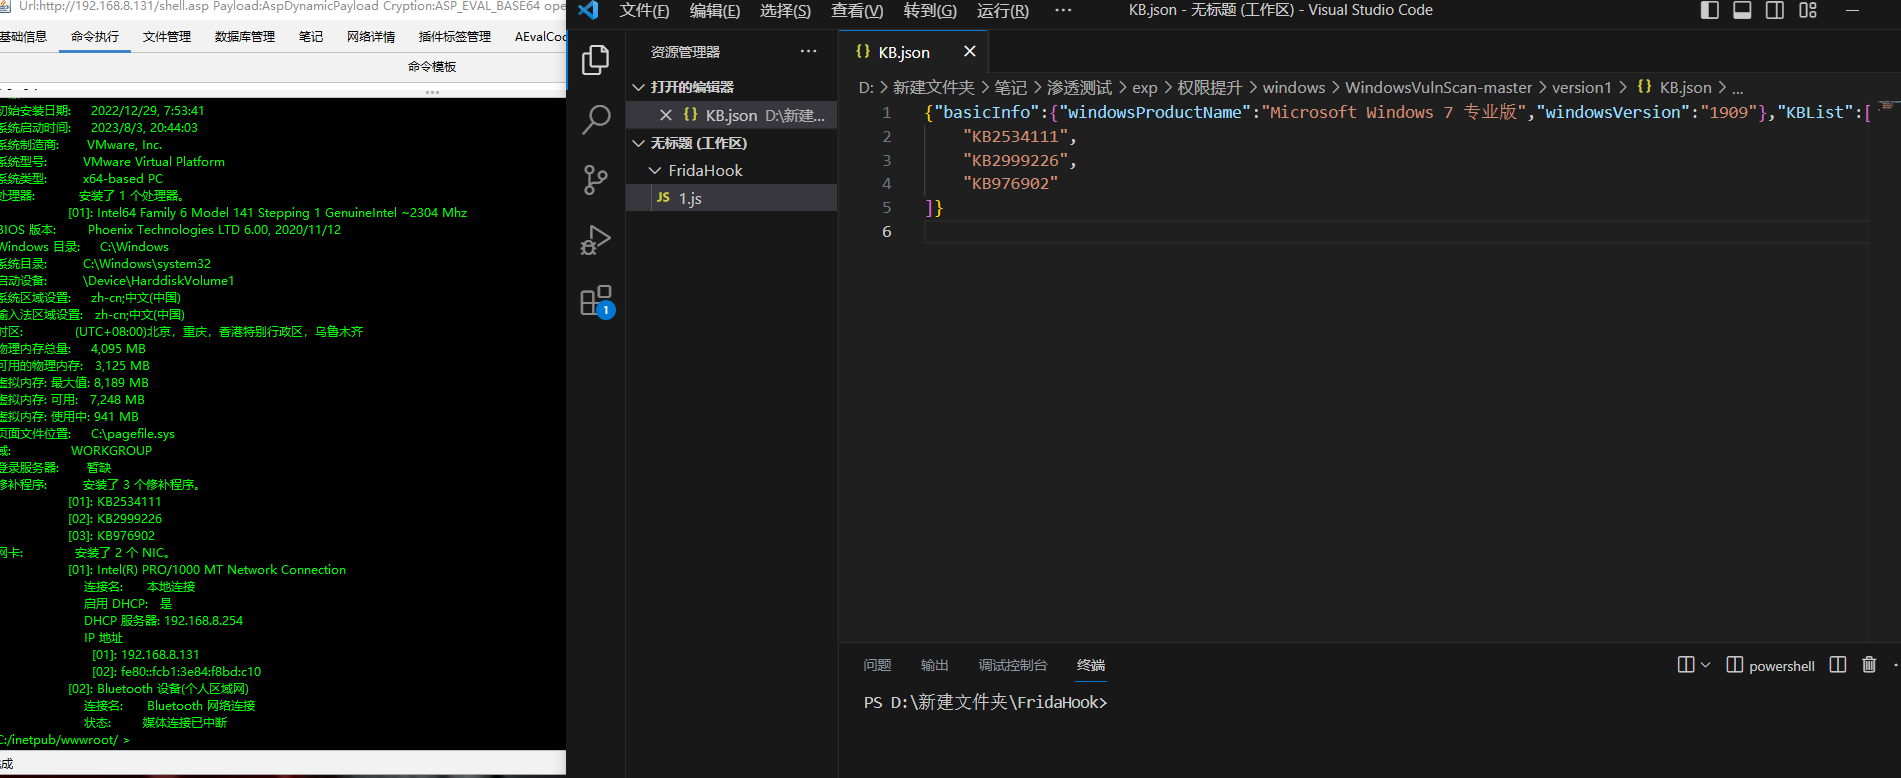 Url:http://192.168.8.131/shell.asp Payload:AspDynamicPayload Cryption:ASP_EVAL_BASE64 ope
基础信息 命令执行 文件管理 数据库管理 笔记 网络详情 插件标签管理 AEvalCod
命令模板
初始安装日期: 2022/12/29, 7:53:41
系统启动时间: 2023/8/3, 20:44:03
系统制造商: VMware, Inc.
系统型号: VMware Virtual Platform
系统类型: x64-based PC
处理器: 安装了 1 个处理器。
[01]: Intel64 Family 6 Model 141 Stepping 1 GenuineIntel ~2304 Mhz
BIOS 版本: Phoenix Technologies LTD 6.00, 2020/11/12
Windows 目录: C:\Windows
系统目录: C:\Windows\system32
启动设备: \Device\HarddiskVolume1
系统区域设置: zh-cn;中文(中国)
输入法区域设置: zh-cn;中文(中国)
时区: (UTC+08:00)北京，重庆，香港特别行政区，乌鲁木齐
物理内存总量: 4,095 MB
可用的物理内存: 3,125 MB
虚拟内存: 最大值: 8,189 MB
虚拟内存: 可用: 7,248 MB
虚拟内存: 使用中: 941 MB
页面文件位置: C:\pagefile.sys
域: WORKGROUP
登录服务器: 暂缺
修补程序: 安装了 3 个修补程序。
[01]: KB2534111
[02]: KB2999226
[03]: KB976902
网卡: 安装了 2 个 NIC。
[01]: Intel(R) PRO/1000 MT Network Connection
连接名: 本地连接
启用 DHCP: 是
DHCP 服务器: 192.168.8.254
IP 地址
[01]: 192.168.8.131
[02]: fe80::fcb1:3e84:f8bd:c10
[02]: Bluetooth 设备(个人区域网)
连接名: Bluetooth 网络连接
状态: 媒体连接已中断
C:/inetpub/wwwroot/ >
完成
文件(F) 编辑(E) 选择(S) 查看(V) 转到(G) 运行(R) ··· KB.json - 无标题 (工作区) - Visual Studio Code
资源管理器 ···
打开的编辑器
KB.json D:\新建...
无标题 (工作区)
FridaHook
JS 1.js
1
{} KB.json
D: > 新建文件夹 > 笔记 > 渗透测试 > exp > 权限提升 > windows > WindowsVulnScan-master > version1 > {} KB.json > ...
1 {"basicInfo":{"windowsProductName":"Microsoft Windows 7 专业版","windowsVersion":"1909"},"KBList":[
2 "KB2534111",
3 "KB2999226",
4 "KB976902"
5 ]}
6
问题 输出 调试控制台 终端 powershell
PS D:\新建文件夹\FridaHook>